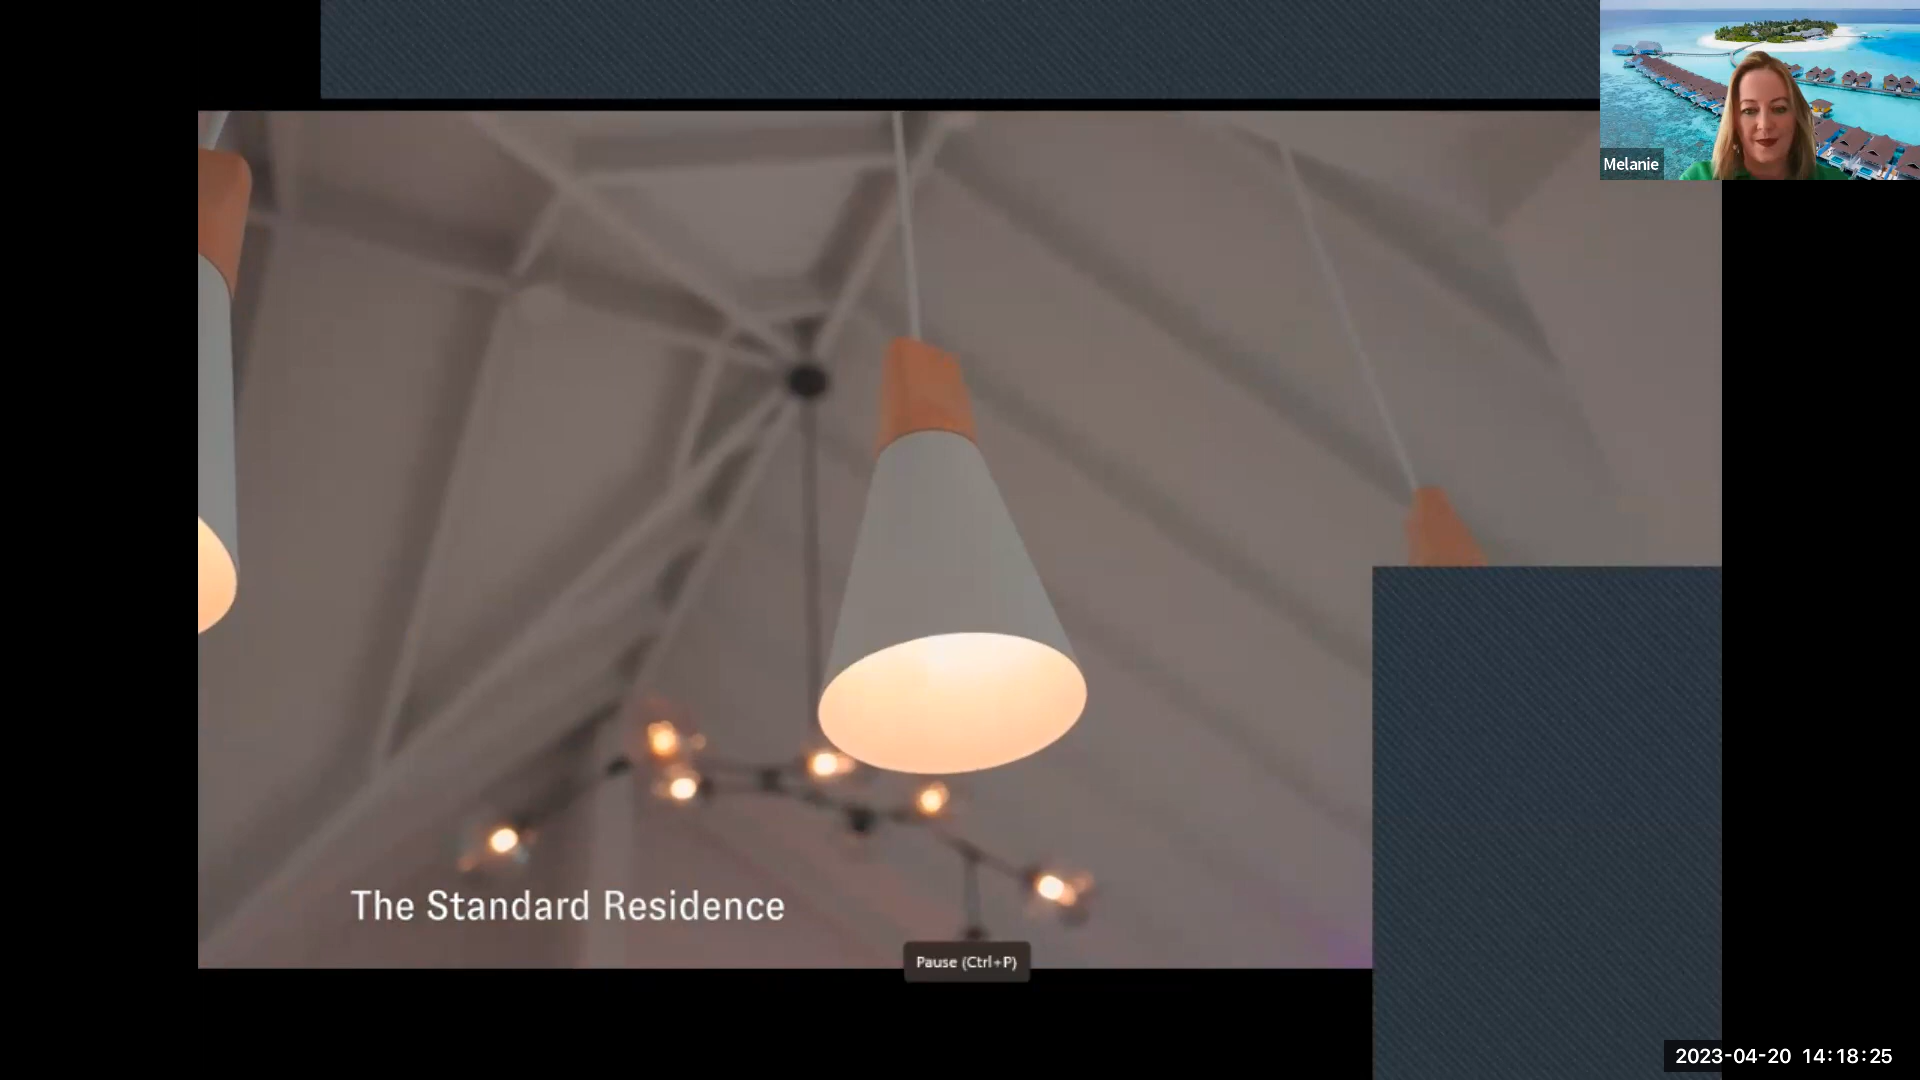 Melanie
The Standard Residence
Pause (Ctrl+P)
2023-04-20 14:18:25